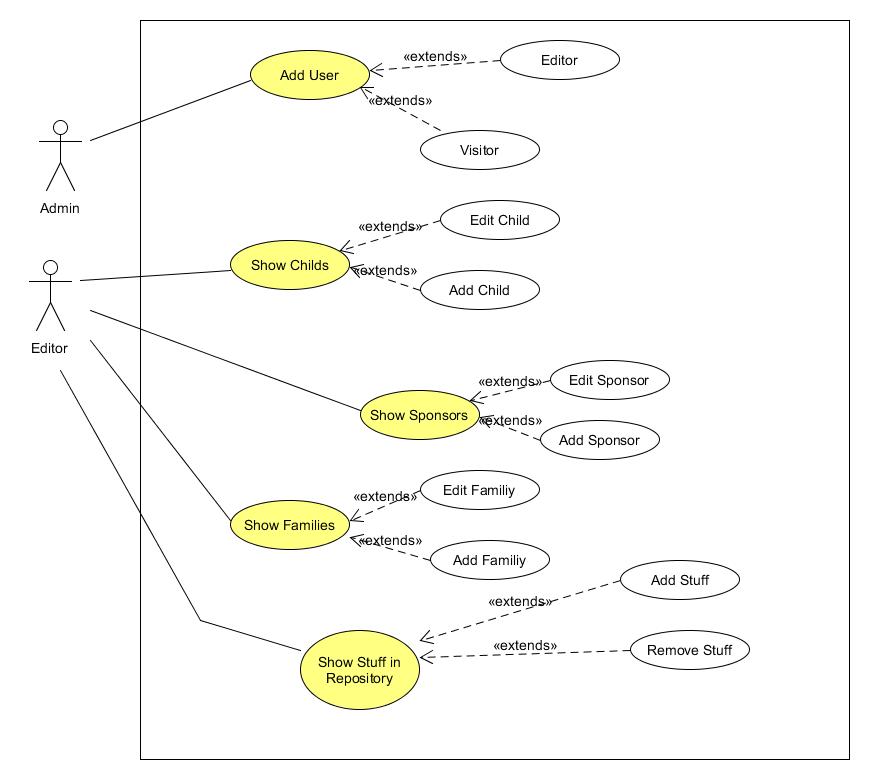 «extends»
Editor
Add User
«extends»
Visitor
Admin
«extends»
Edit Child
Show Childs
«extends»
Add Child
Editor
«extends»
Edit Sponsor
Show Sponsors
«extends»
Add Sponsor
«extends»
Edit Familiy
Show Families
«extends»
Add Familiy
«extends»
Add Stuff
Show Stuff in
Repository
«extends»
Remove Stuff